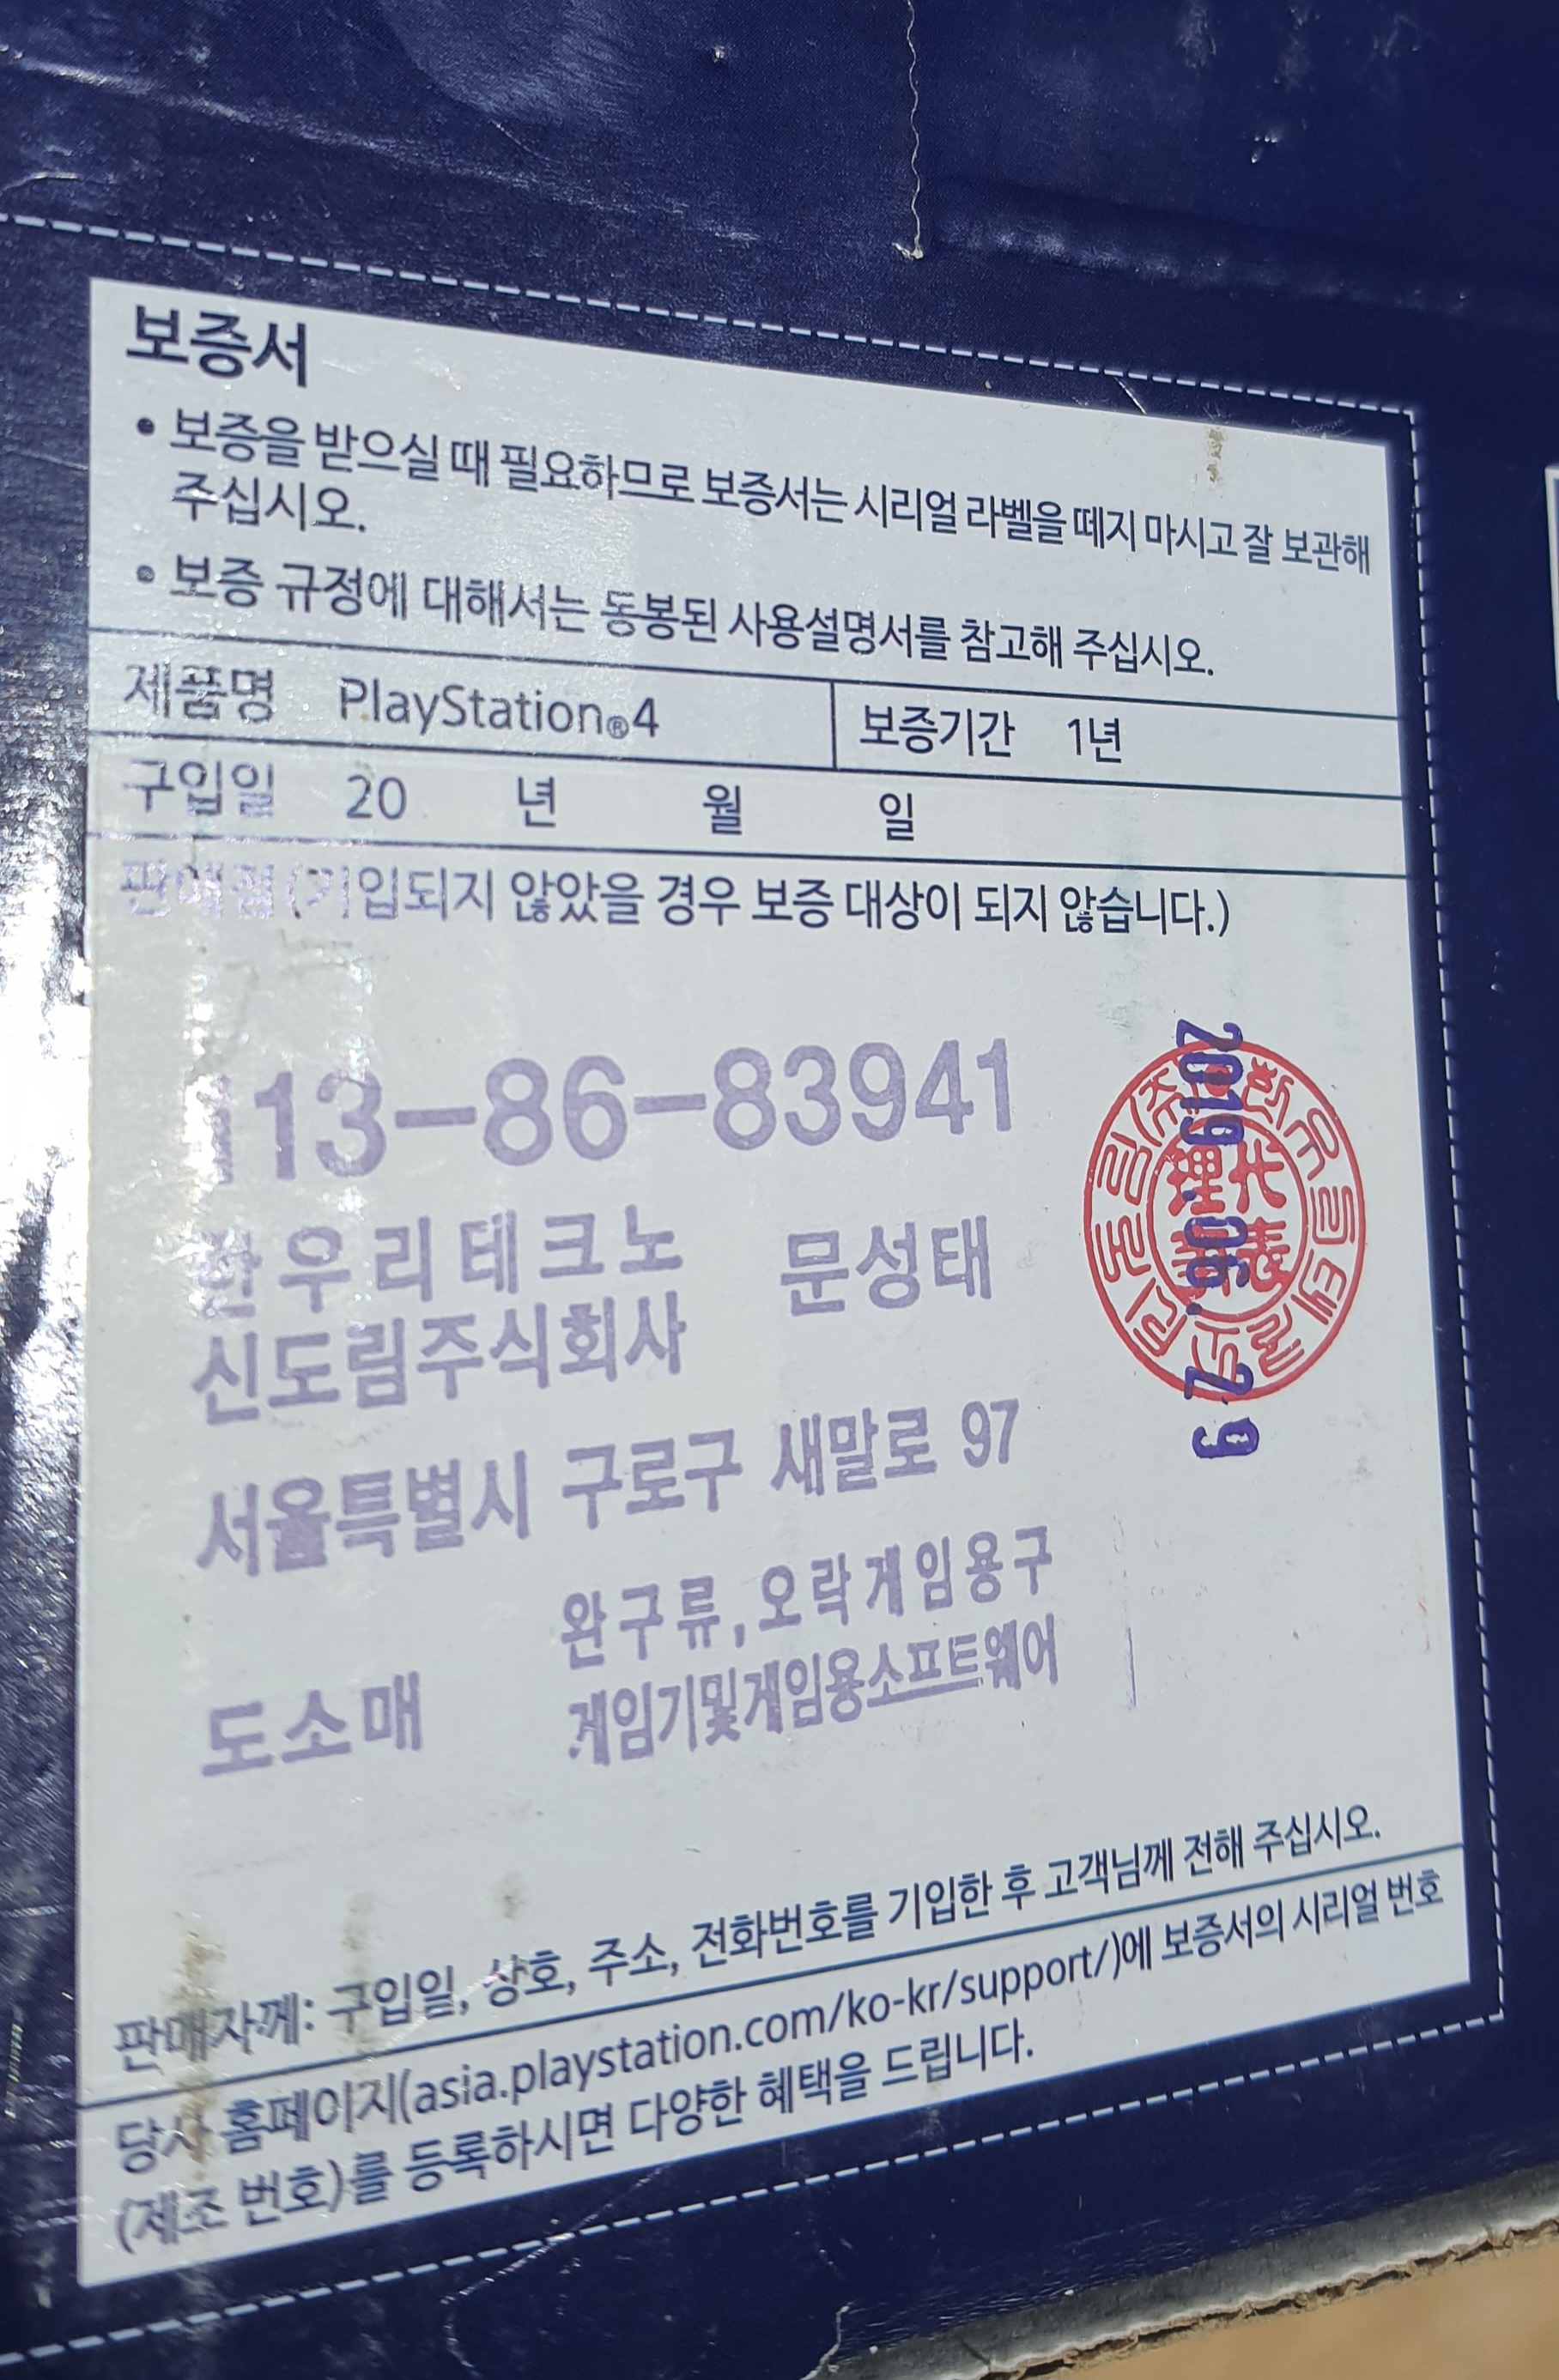 보증서
• 보증을 받으실 때 필요하므로 보증서는 시리얼 라벨을 떼지 마시고 잘 보관해
주십시오.
• 보증 규정에 대해서는 동봉된 사용설명서를 참고해 주십시오.
제품명 PlayStation®4 보증기간 1년
구입일 20 년 월 일
판매점(기입되지 않았을 경우 보증 대상이 되지 않습니다.)
113-86-83941
한우리테크노 문성태
신도림주식회사
서울특별시 구로구 새말로 97
완구류,오락게임용구
도소매 게임기및게임용소프트웨어
2019.06.29
판매자께: 구입일, 상호, 주소, 전화번호를 기입한 후 고객님께 전해 주십시오.
당사 홈페이지(asia.playstation.com/ko-kr/support/)에 보증서의 시리얼 번호
(제조 번호)를 등록하시면 다양한 혜택을 드립니다.